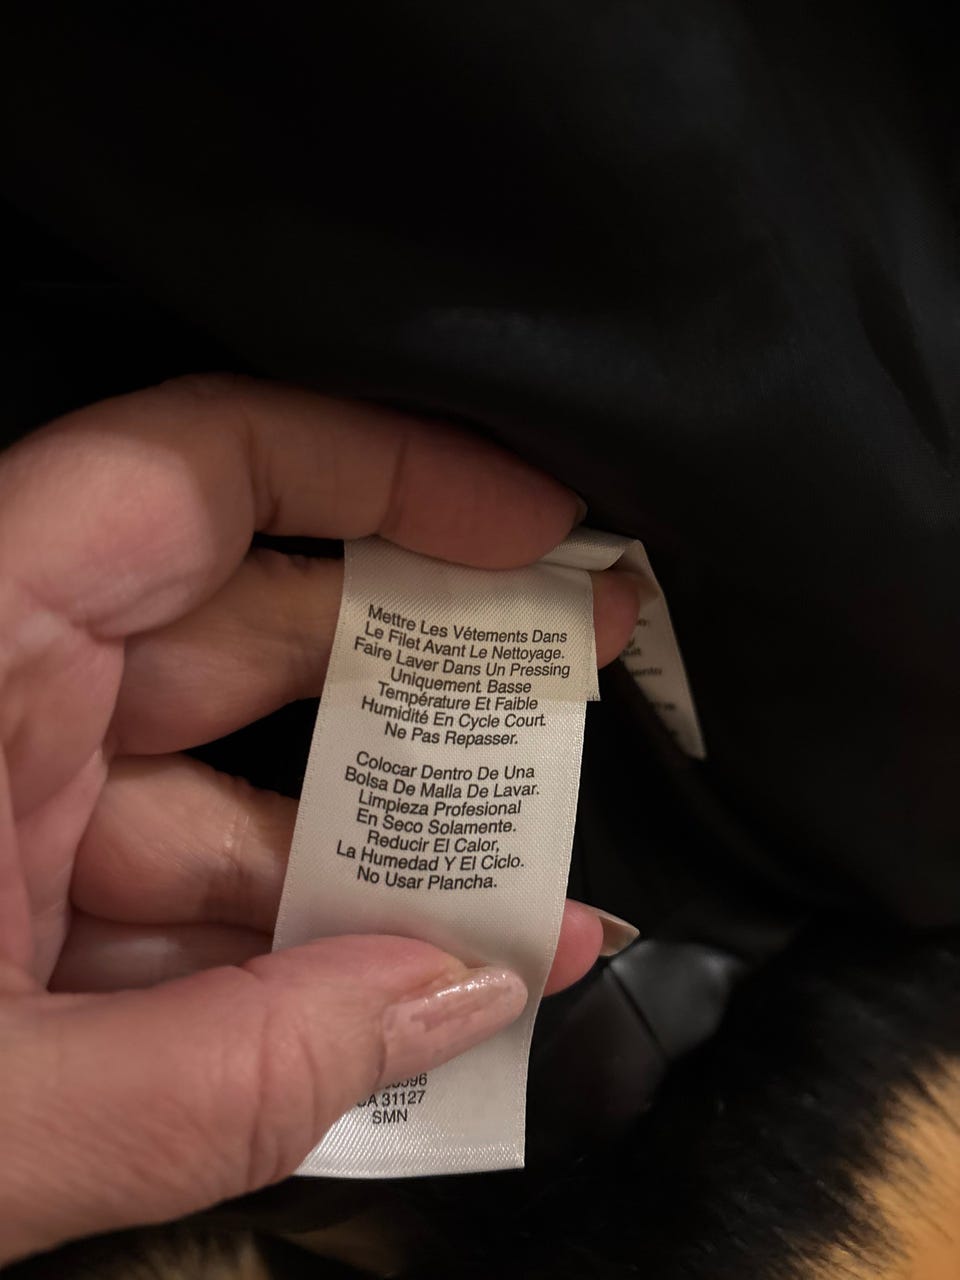 Mettre Les Vêtements Dans
Le Filet Avant Le Nettoyage.
Faire Laver Dans Un Pressing
Uniquement Basse
Température Et Faible
Humidité En Cycle Court
Ne Pas Repasser.
Colocar Dentro De Una
Bolsa De Malla De Lavar.
Limpieza Profesional
En Seco Solamente.
Reducir El Calor,
La Humedad Y El Ciclo.
No Usar Plancha.
31127
SMN